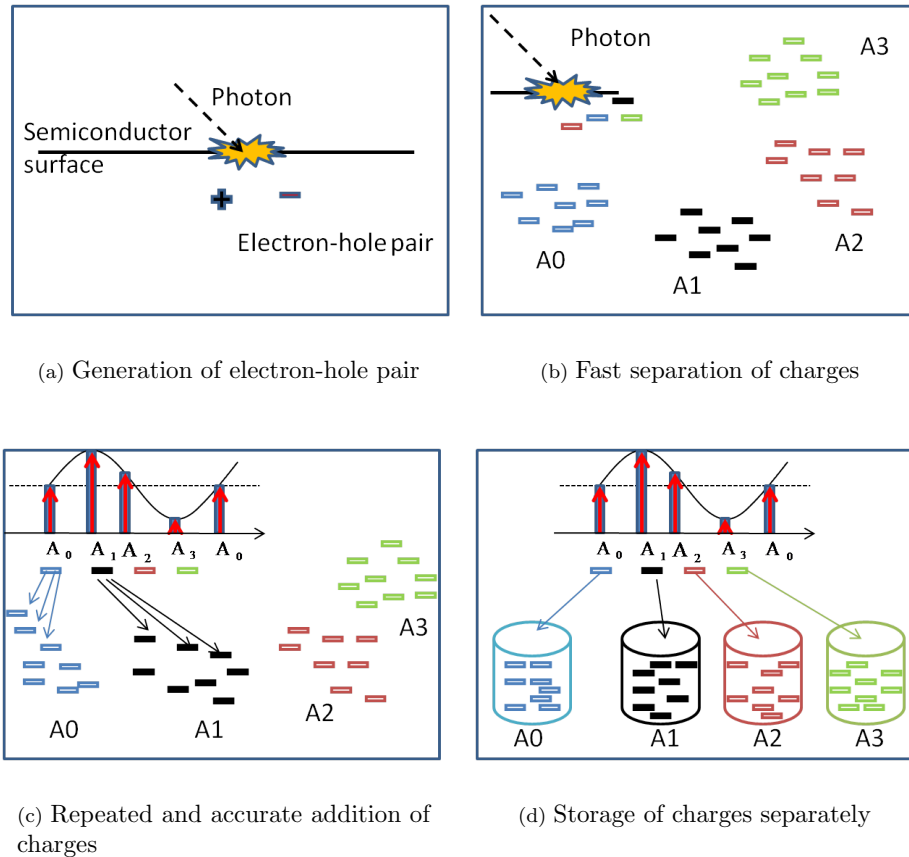 Photon
Semiconductor
surface
Electron-hole pair
Photon
A3
A0
A2
A1
(a) Generation of electron-hole pair
(b) Fast separation of charges
A0 A1 A2 A3 A0
A3
A2
A0
A1
A0 A1 A2 A3 A0
A0 A1 A2 A3
(c) Repeated and accurate addition of
charges
(d) Storage of charges separately